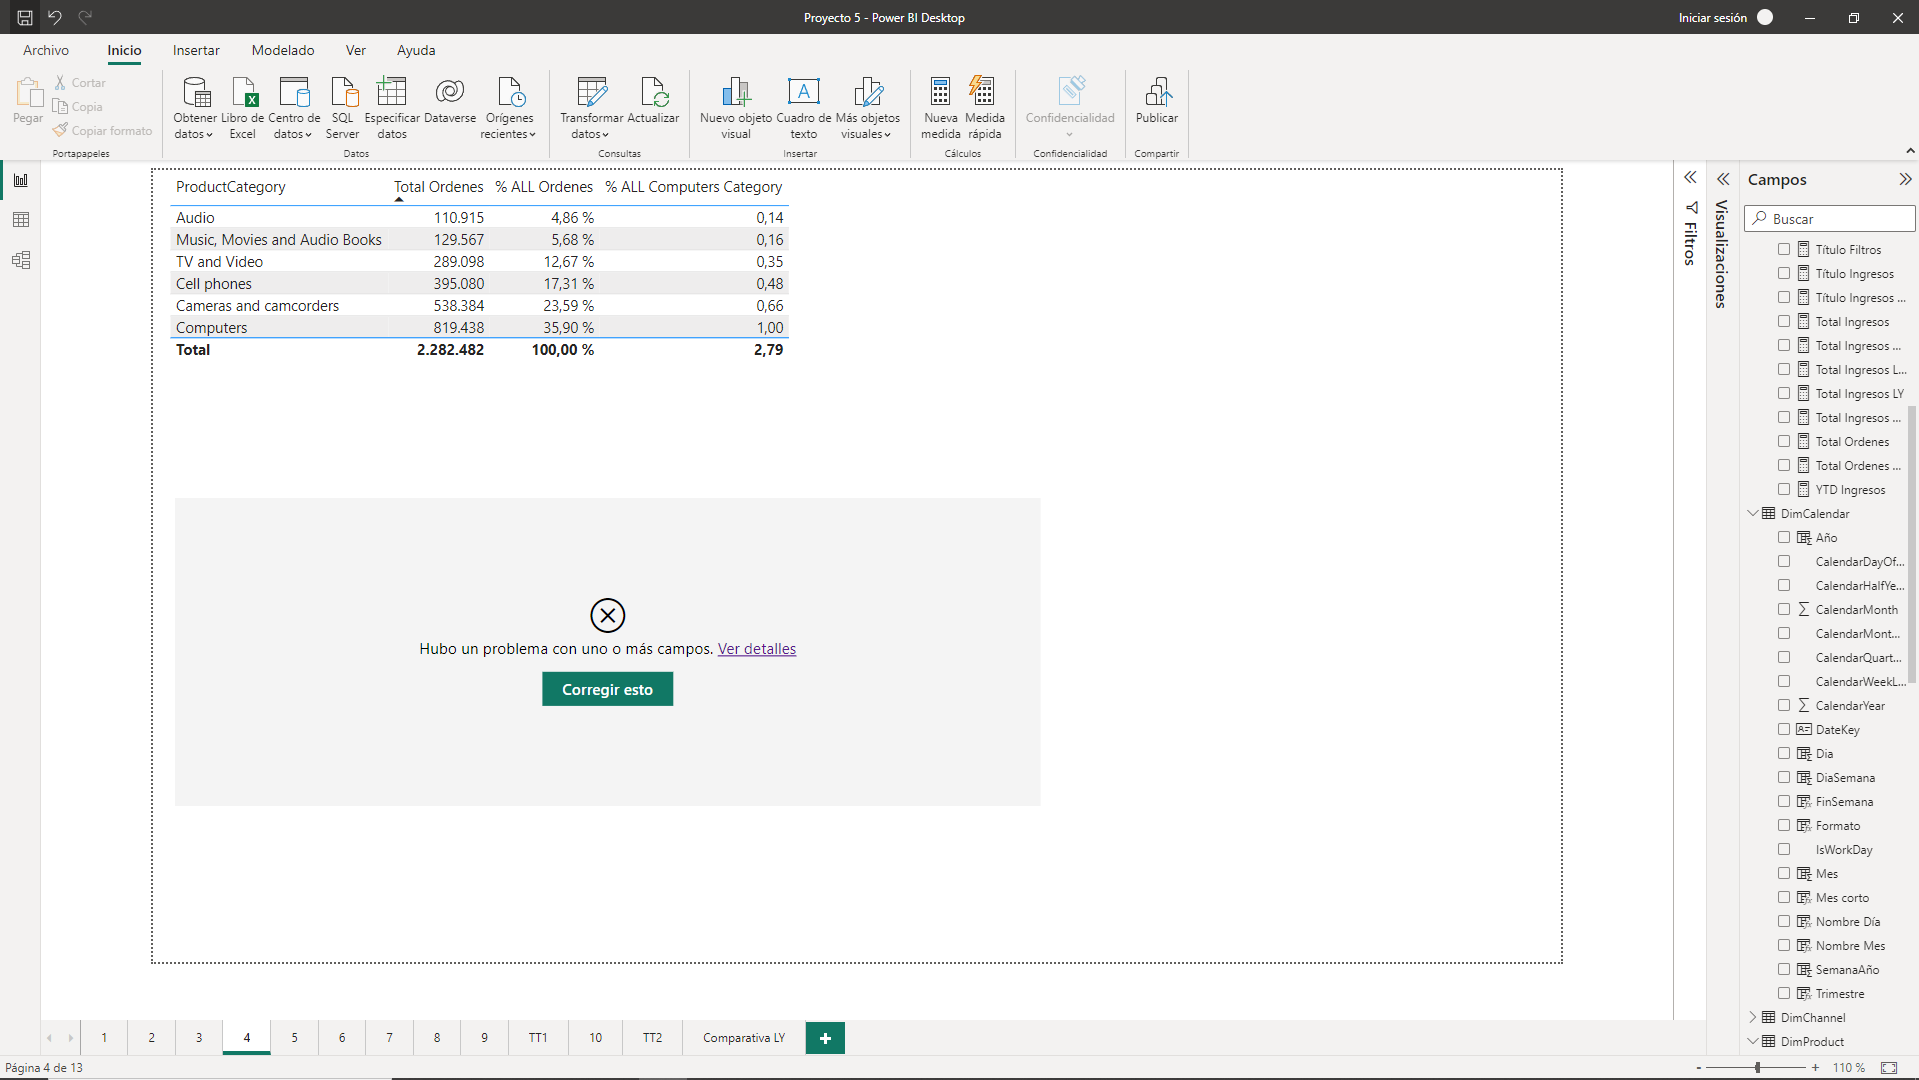 Proyecto 5 - Power BI Desktop
Iniciar sesión
Archivo Inicio Insertar Modelado Ver Ayuda
Pegar
Cortar
Copia
Copiar formato
Portapapeles
Obtener datos
Libro de Excel
Centro de datos
SQL Server
Especificar datos
Dataverse
Orígenes recientes
Datos
Transformar datos
Actualizar
Consultas
Nuevo objeto visual
Cuadro de texto
Más objetos visuales
Insertar
Nueva medida
Medida rápida
Cálculos
Confidencialidad
Confidencialidad
Publicar
Compartir
ProductCategory Total Ordenes % ALL Ordenes % ALL Computers Category
Audio 110.915 4,86 % 0,14
Music, Movies and Audio Books 129.567 5,68 % 0,16
TV and Video 289.098 12,67 % 0,35
Cell phones 395.080 17,31 % 0,48
Cameras and camcorders 538.384 23,59 % 0,66
Computers 819.438 35,90 % 1,00
Total 2.282.482 100,00 % 2,79
Hubo un problema con uno o más campos. Ver detalles
Corregir esto
Filtros
Visualizaciones
Campos
Buscar
Título Filtros
Título Ingresos
Título Ingresos ...
Total Ingresos
Total Ingresos ...
Total Ingresos L...
Total Ingresos LY
Total Ingresos ...
Total Ordenes
Total Ordenes ...
YTD Ingresos
DimCalendar
Año
CalendarDayOf...
CalendarHalfYe...
CalendarMonth
CalendarMont...
CalendarQuart...
CalendarWeekL...
CalendarYear
DateKey
Dia
DiaSemana
FinSemana
Formato
IsWorkDay
Mes
Mes corto
Nombre Día
Nombre Mes
SemanaAño
Trimestre
DimChannel
DimProduct
1 2 3 4 5 6 7 8 9 TT1 10 TT2 Comparativa LY +
Página 4 de 13
- + 110 %